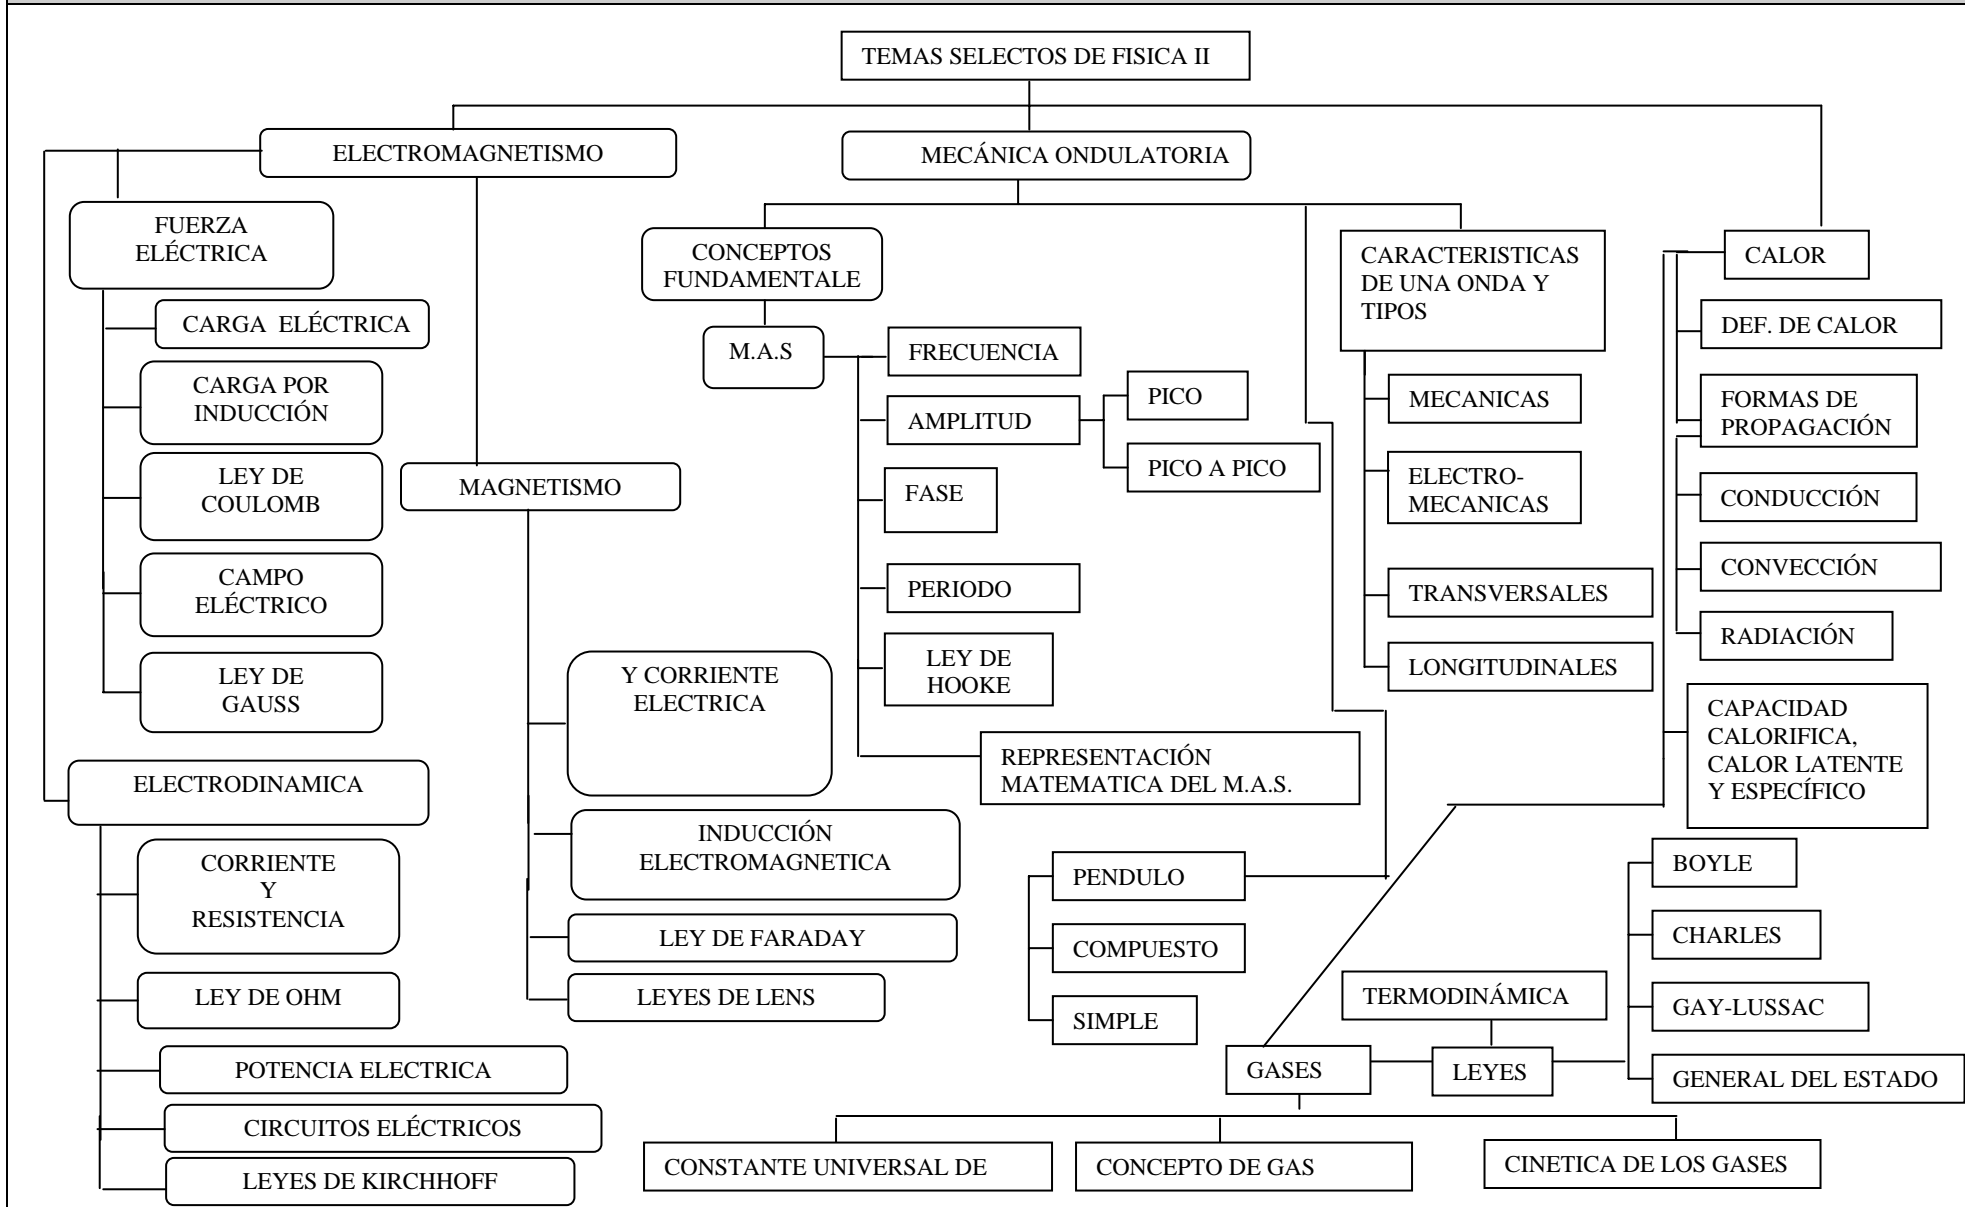 TEMAS SELECTOS DE FISICA II
ELECTROMAGNETISMO
MECÁNICA ONDULATORIA
FUERZA
ELÉCTRICA
CARGA ELÉCTRICA
CARGA POR
INDUCCIÓN
LEY DE
COULOMB
CAMPO
ELÉCTRICO
LEY DE
GAUSS
ELECTRODINAMICA
CORRIENTE
Y
RESISTENCIA
LEY DE OHM
POTENCIA ELECTRICA
CIRCUITOS ELÉCTRICOS
LEYES DE KIRCHHOFF
MAGNETISMO
Y CORRIENTE
ELECTRICA
INDUCCIÓN
ELECTROMAGNETICA
LEY DE FARADAY
LEYES DE LENS
CONCEPTOS
FUNDAMENTALE
M.A.S
FRECUENCIA
AMPLITUD
PICO
PICO A PICO
FASE
PERIODO
LEY DE
HOOKE
REPRESENTACIÓN
MATEMATICA DEL M.A.S.
PENDULO
COMPUESTO
SIMPLE
CARACTERISTICAS
DE UNA ONDA Y
TIPOS
MECANICAS
ELECTRO-
MECANICAS
TRANSVERSALES
LONGITUDINALES
CALOR
DEF. DE CALOR
FORMAS DE
PROPAGACIÓN
CONDUCCIÓN
CONVECCIÓN
RADIACIÓN
CAPACIDAD
CALORIFICA,
CALOR LATENTE
Y ESPECÍFICO
BOYLE
CHARLES
GAY-LUSSAC
GENERAL DEL ESTADO
TERMODINÁMICA
GASES
LEYES
CONSTANTE UNIVERSAL DE
CONCEPTO DE GAS
CINETICA DE LOS GASES